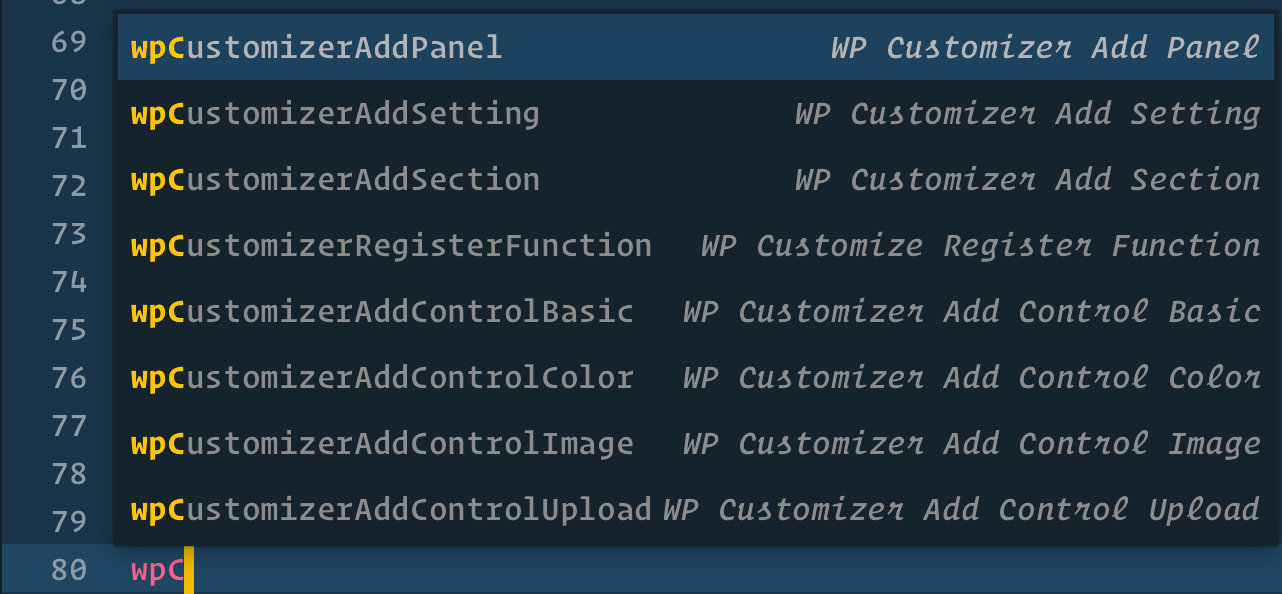 69 wpCustomizerAddPanel WP Customizer Add Panel
70 wpCustomizerAddSetting WP Customizer Add Setting
71
72 wpCustomizerAddSection WP Customizer Add Section
73 wpCustomizerRegisterFunction WP Customize Register Function
74
75 wpCustomizerAddControlBasic WP Customizer Add Control Basic
76 wpCustomizerAddControlColor WP Customizer Add Control Color
77
78 wpCustomizerAddControlImage WP Customizer Add Control Image
79 wpCustomizerAddControlUpload WP Customizer Add Control Upload
80 wpC